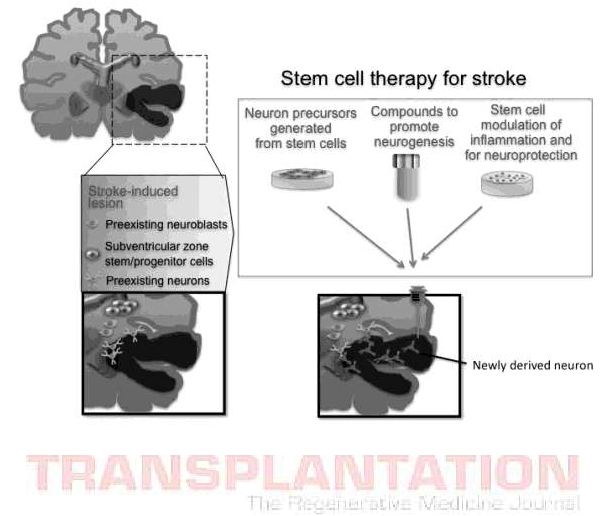 Stem cell therapy for stroke
Neuron precursors
generated
from stem cells
Compounds to
promote
neurogenesis
Stem cell
modulation of
inflammation and
for neuroprotection
Stroke-induced
lesion
Preexisting neuroblasts
Subventricular zone
stem/progenitor cells
Preexisting neurons
Newly derived neuron
TRANSPLANTATION
The Regenerative Medicine Journal